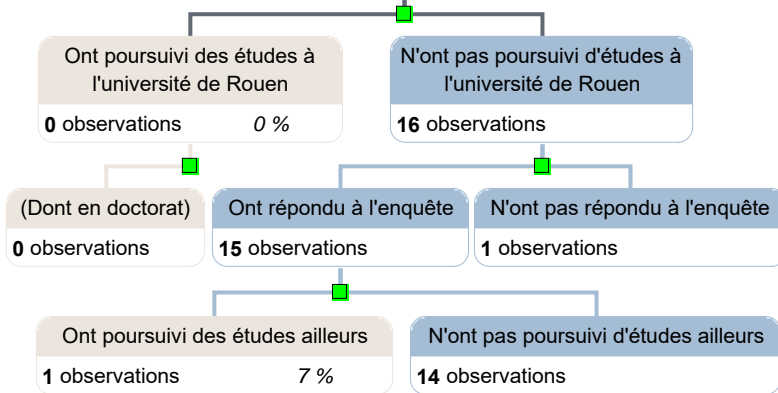 Ont poursuivi des études à
l'université de Rouen
0 observations 0 %
N'ont pas poursuivi d'études à
l'université de Rouen
16 observations
(Dont en doctorat)
0 observations
Ont répondu à l'enquête
15 observations
N'ont pas répondu à l'enquête
1 observations
Ont poursuivi des études ailleurs
1 observations 7 %
N'ont pas poursuivi d'études ailleurs
14 observations